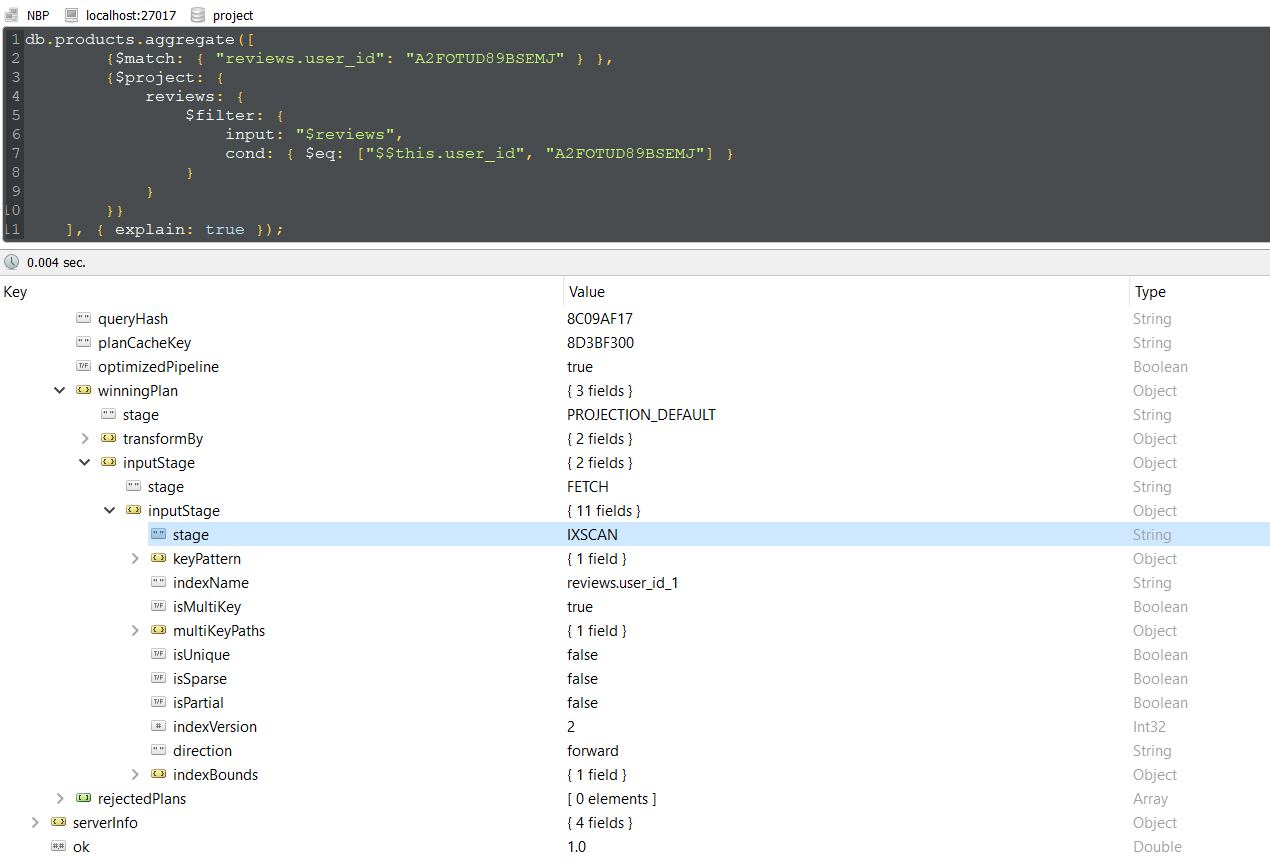 NBP localhost:27017 project
1 db.products.aggregate([
2 {$match: { "reviews.user_id": "A2FOTUD89BSEMJ" } },
3 {$project: {
4 reviews: {
5 $filter: {
6 input: "$reviews",
7 cond: { $eq: ["$$this.user_id", "A2FOTUD89BSEMJ"] }
8 }
9 }
10 }}
11 ], { explain: true });
0.004 sec.
Key Value Type
"" queryHash 8C09AF17 String
"" planCacheKey 8D3BF300 String
T/F optimizedPipeline true Boolean
winningPlan { 3 fields } Object
"" stage PROJECTION_DEFAULT String
transformBy { 2 fields } Object
inputStage { 2 fields } Object
"" stage FETCH String
inputStage { 11 fields } Object
"" stage IXSCAN String
keyPattern { 1 field } Object
"" indexName reviews.user_id_1 String
T/F isMultiKey true Boolean
multiKeyPaths { 1 field } Object
T/F isUnique false Boolean
T/F isSparse false Boolean
T/F isPartial false Boolean
# indexVersion 2 Int32
"" direction forward String
indexBounds { 1 field } Object
rejectedPlans [ 0 elements ] Array
serverInfo { 4 fields } Object
## ok 1.0 Double